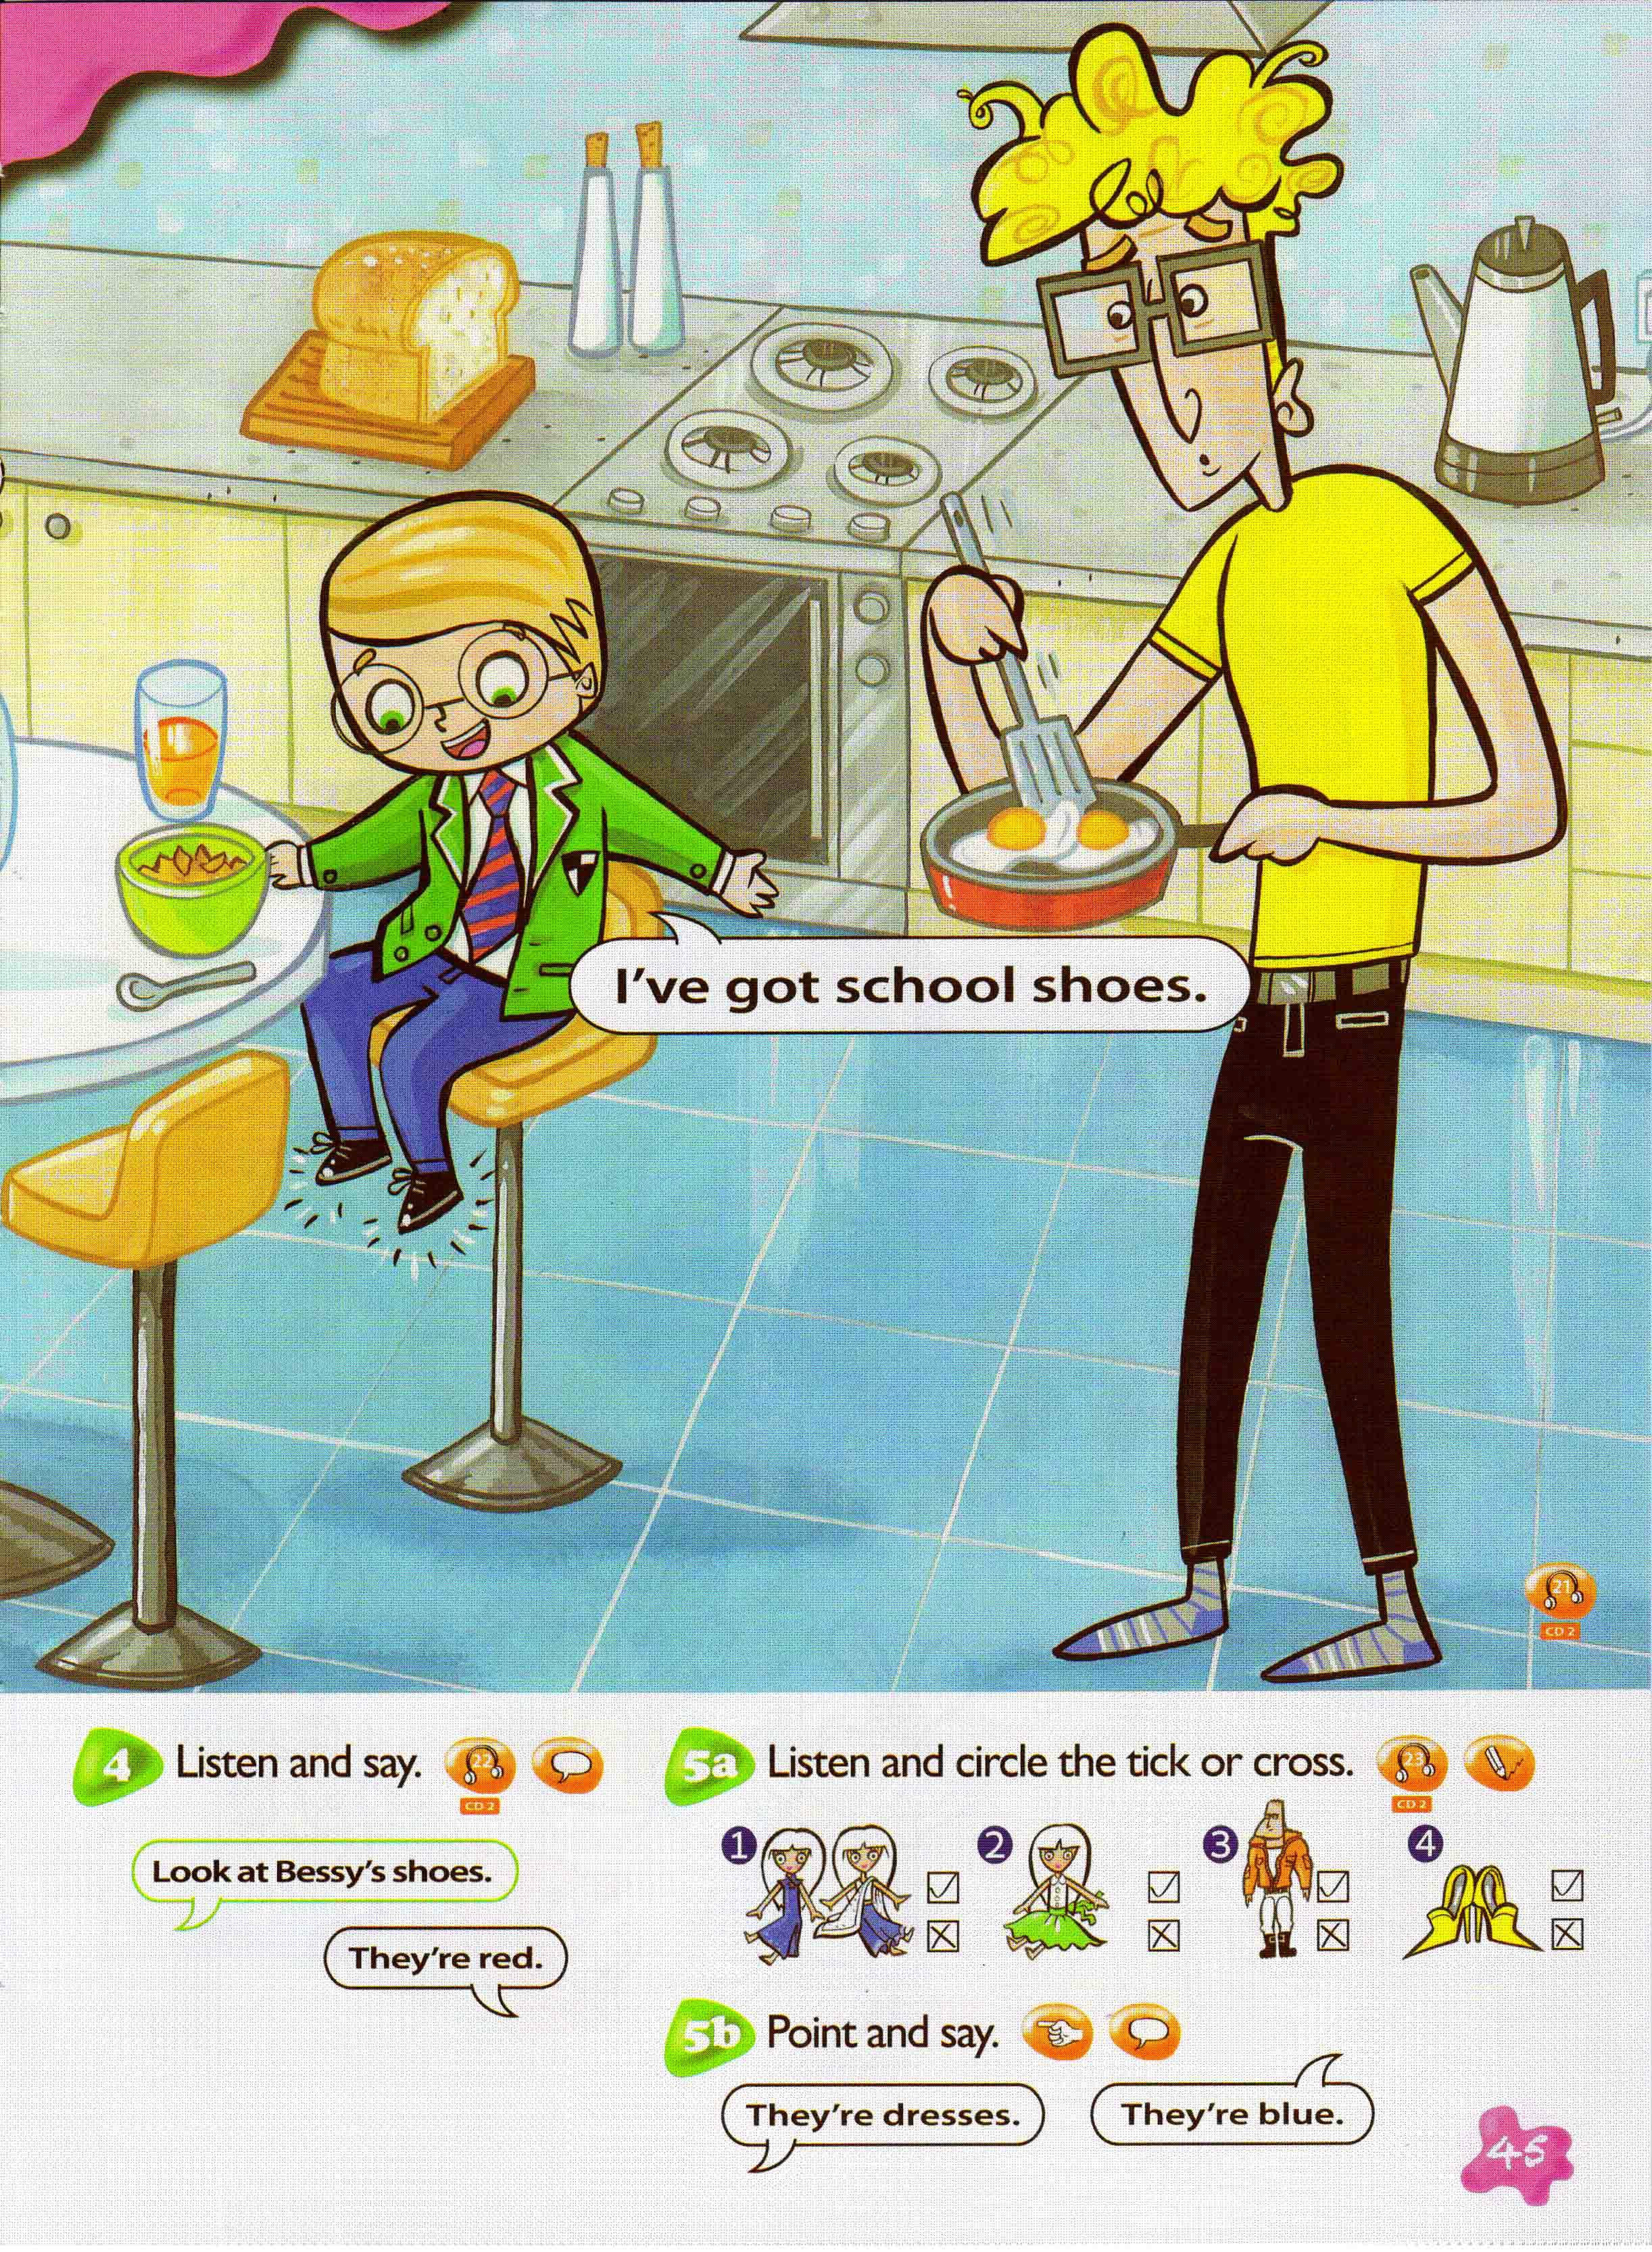 I've got school shoes.
21
CD 2
4 Listen and say. 22
CD 2
Look at Bessy's shoes.
They're red.
5a Listen and circle the tick or cross. 23
CD 2
1 2 3 4
5b Point and say.
They're dresses. They're blue.
45